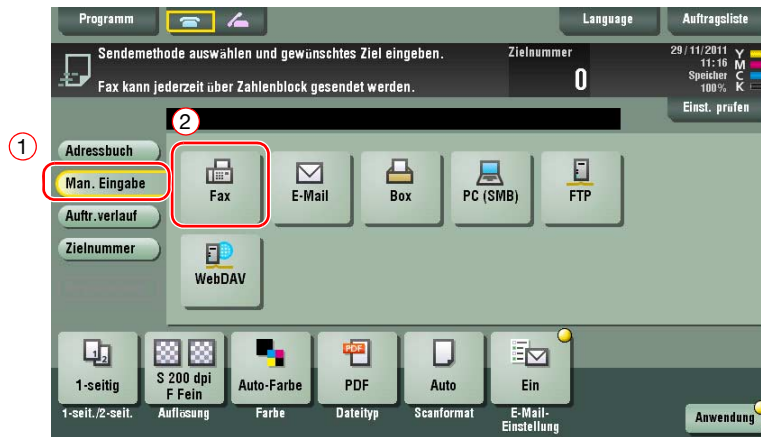 Programm
Language
Auftragsliste
Sendemethode auswählen und gewünschtes Ziel eingeben.
Fax kann jederzeit über Zahlenblock gesendet werden.
Zielnummer
0
29/11/2011
11:16
Speicher
100%
Y
M
C
K
Einst. prüfen
1
2
Adressbuch
Man. Eingabe
Auftr.verlauf
Zielnummer
Fax
E-Mail
Box
PC (SMB)
FTP
WebDAV
1-seitig
S 200 dpi
F Fein
Auto-Farbe
PDF
PDF
Auto
Ein
1-seit./2-seit.
Auflösung
Farbe
Dateityp
Scanformat
E-Mail-
Einstellung
Anwendung